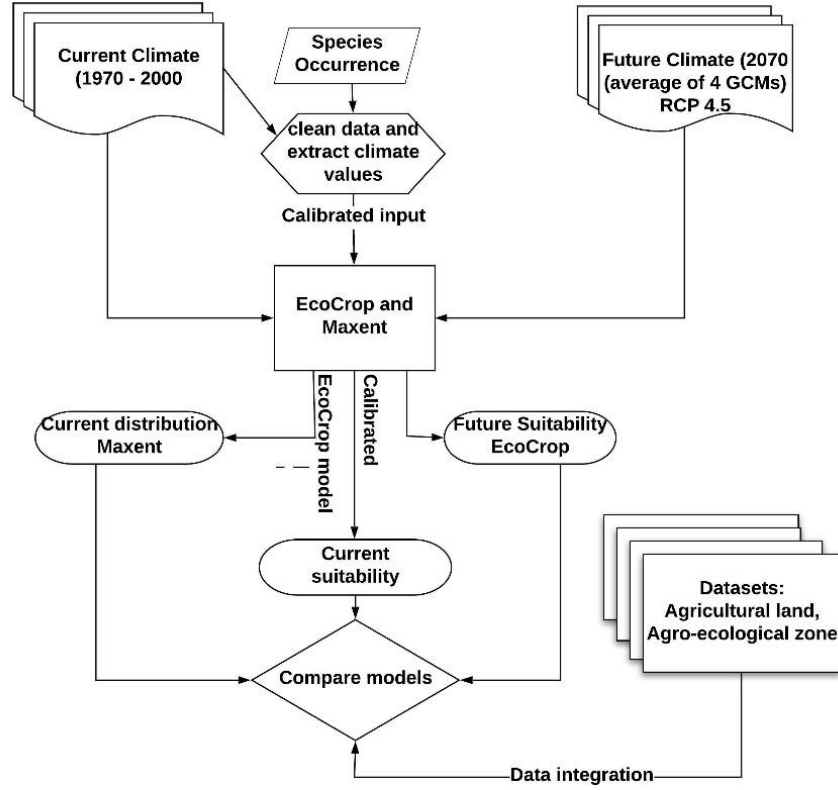 Current Climate
(1970 - 2000
Species
Occurrence
Future Climate (2070
(average of 4 GCMs)
RCP 4.5
clean data and
extract climate
values
Calibrated input
EcoCrop and
Maxent
EcoCrop model
Calibrated
Current distribution
Maxent
Future Suitability
EcoCrop
Current
suitability
Datasets:
Agricultural land,
Agro-ecological zone
Compare models
Data integration